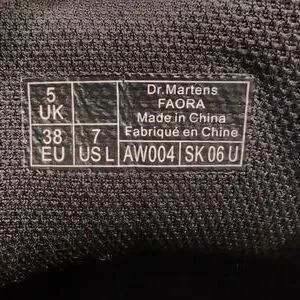 5
UK
38
EU
7
US L
Dr.Martens
FAORA
Made in China
Fabriqué en Chine
AW004
SK 06 U